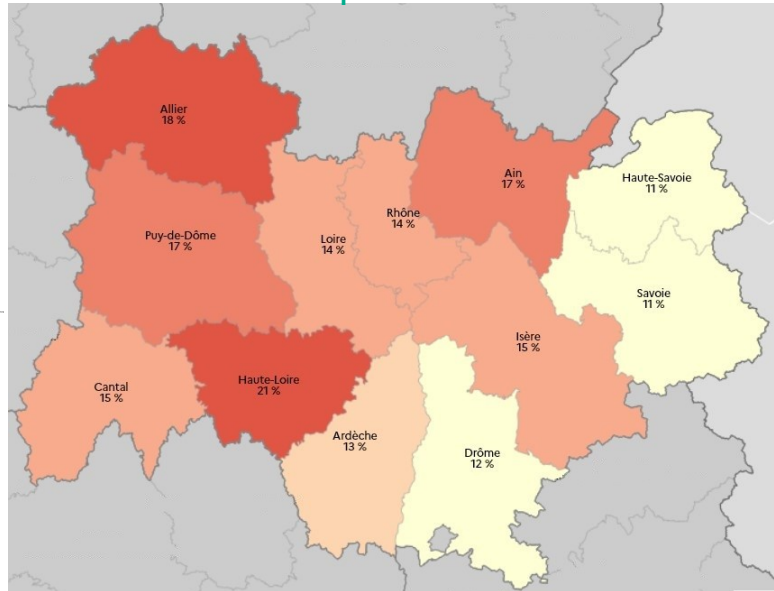 Allier
18 %
Ain
17 %
Haute-Savoie
11 %
Rhône
14 %
Puy-de-Dôme
17 %
Loire
14 %
Savoie
11 %
Isère
15 %
Haute-Loire
21 %
Cantal
15 %
Ardèche
13 %
Drôme
12 %